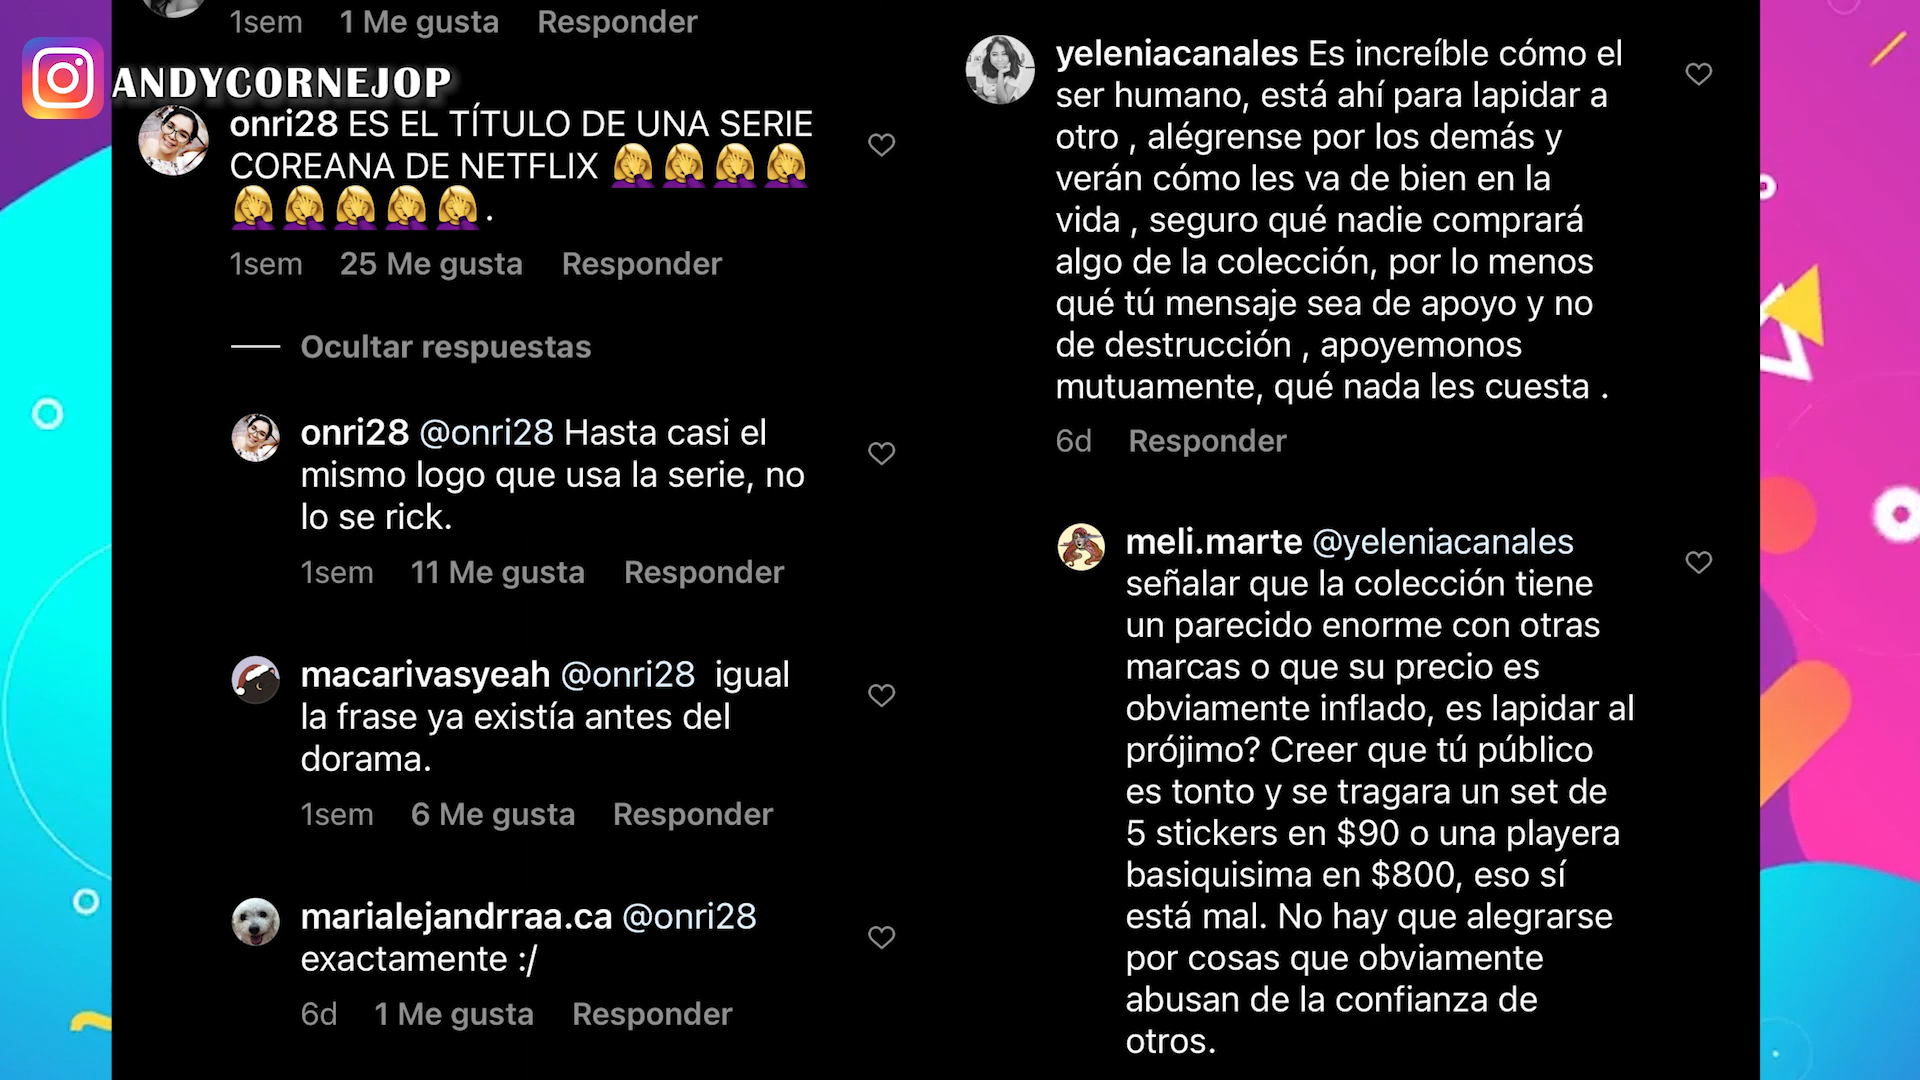 ANDYCORNEJOP
1sem 1 Me gusta Responder
onri28 ES EL TÍTULO DE UNA SERIE
COREANA DE NETFLIX 🤦‍♀️🤦‍♀️🤦‍♀️🤦‍♀️
🤦‍♀️🤦‍♀️🤦‍♀️🤦‍♀️🤦‍♀️.
1sem 25 Me gusta Responder
Ocultar respuestas
onri28 @onri28 Hasta casi el
mismo logo que usa la serie, no
lo se rick.
1sem 11 Me gusta Responder
macarivasyeah @onri28 igual
la frase ya existía antes del
dorama.
1sem 6 Me gusta Responder
marialejandrraa.ca @onri28
exactamente :/
6d 1 Me gusta Responder
yeleniacanales Es increíble cómo el
ser humano, está ahí para lapidar a
otro , alégrense por los demás y
verán cómo les va de bien en la
vida , seguro qué nadie comprará
algo de la colección, por lo menos
qué tú mensaje sea de apoyo y no
de destrucción , apoyemonos
mutuamente, qué nada les cuesta .
6d Responder
meli.marte @yeleniacanales
señalar que la colección tiene
un parecido enorme con otras
marcas o que su precio es
obviamente inflado, es lapidar al
prójimo? Creer que tú público
es tonto y se tragara un set de
5 stickers en $90 o una playera
basiquisima en $800, eso sí
está mal. No hay que alegrarse
por cosas que obviamente
abusan de la confianza de
otros.